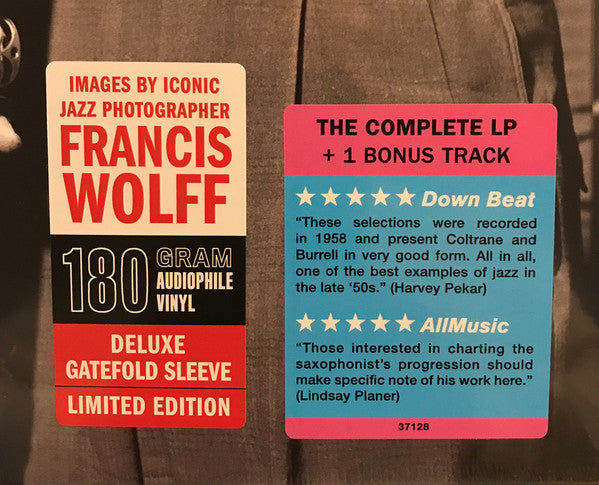 IMAGES BY ICONIC
JAZZ PHOTOGRAPHER
FRANCIS
WOLFF
180 GRAM
AUDIOPHILE
VINYL
DELUXE
GATEFOLD SLEEVE
LIMITED EDITION
THE COMPLETE LP
+ 1 BONUS TRACK
★★★★★ Down Beat
“These selections were recorded
in 1958 and present Coltrane and
Burrell in very good form. All in all,
one of the best examples of jazz in
the late ‘50s.” (Harvey Pekar)
★★★★★ AllMusic
“Those interested in charting the
saxophonist’s progression should
make specific note of his work here.”
(Lindsay Planer)
37128